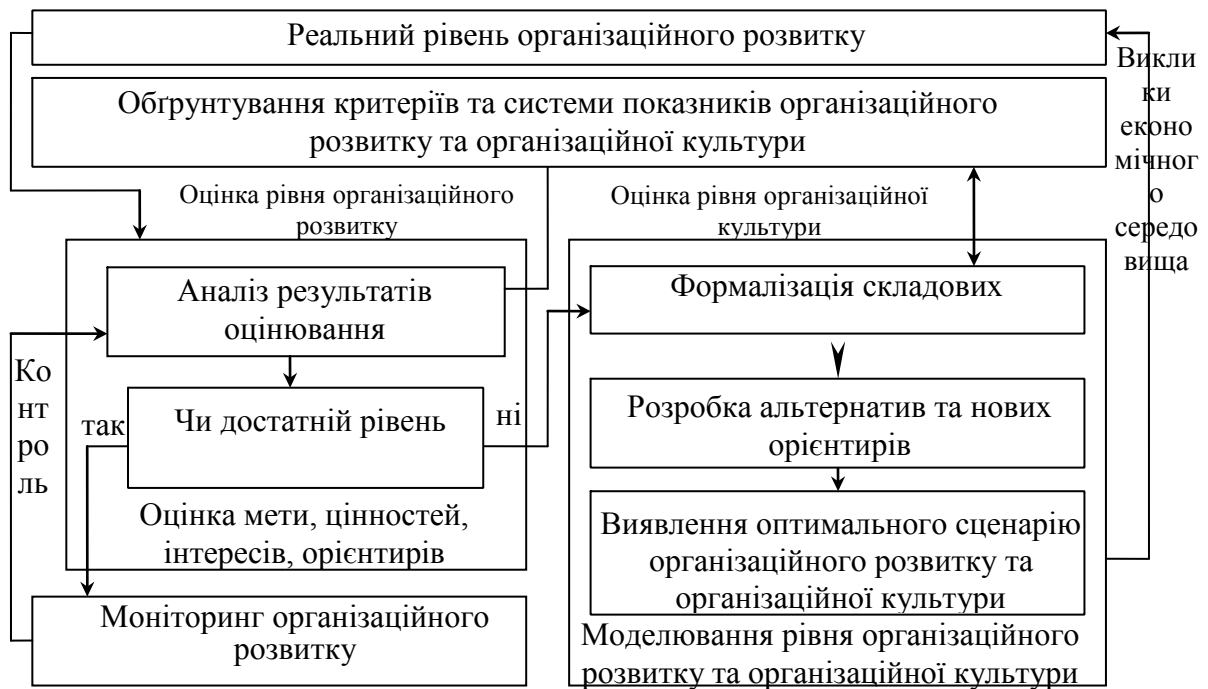 Реальний рівень організаційного розвитку
Викли
ки
еконо
мічног
о
середо
вища
Обґрунтування критеріїв та системи показників організаційного
розвитку та організаційної культури
Оцінка рівня організаційного
розвитку
Оцінка рівня організаційної
культури
Аналіз результатів
оцінювання
Формалізація складових
Ко
нт
ро
ль
так
Чи достатній рівень
ні
Розробка альтернатив та нових
орієнтирів
Оцінка мети, цінностей,
інтересів, орієнтирів
Виявлення оптимального сценарію
організаційного розвитку та
організаційної культури
Моніторинг організаційного
розвитку
Моделювання рівня організаційного
розвитку та організаційної культури